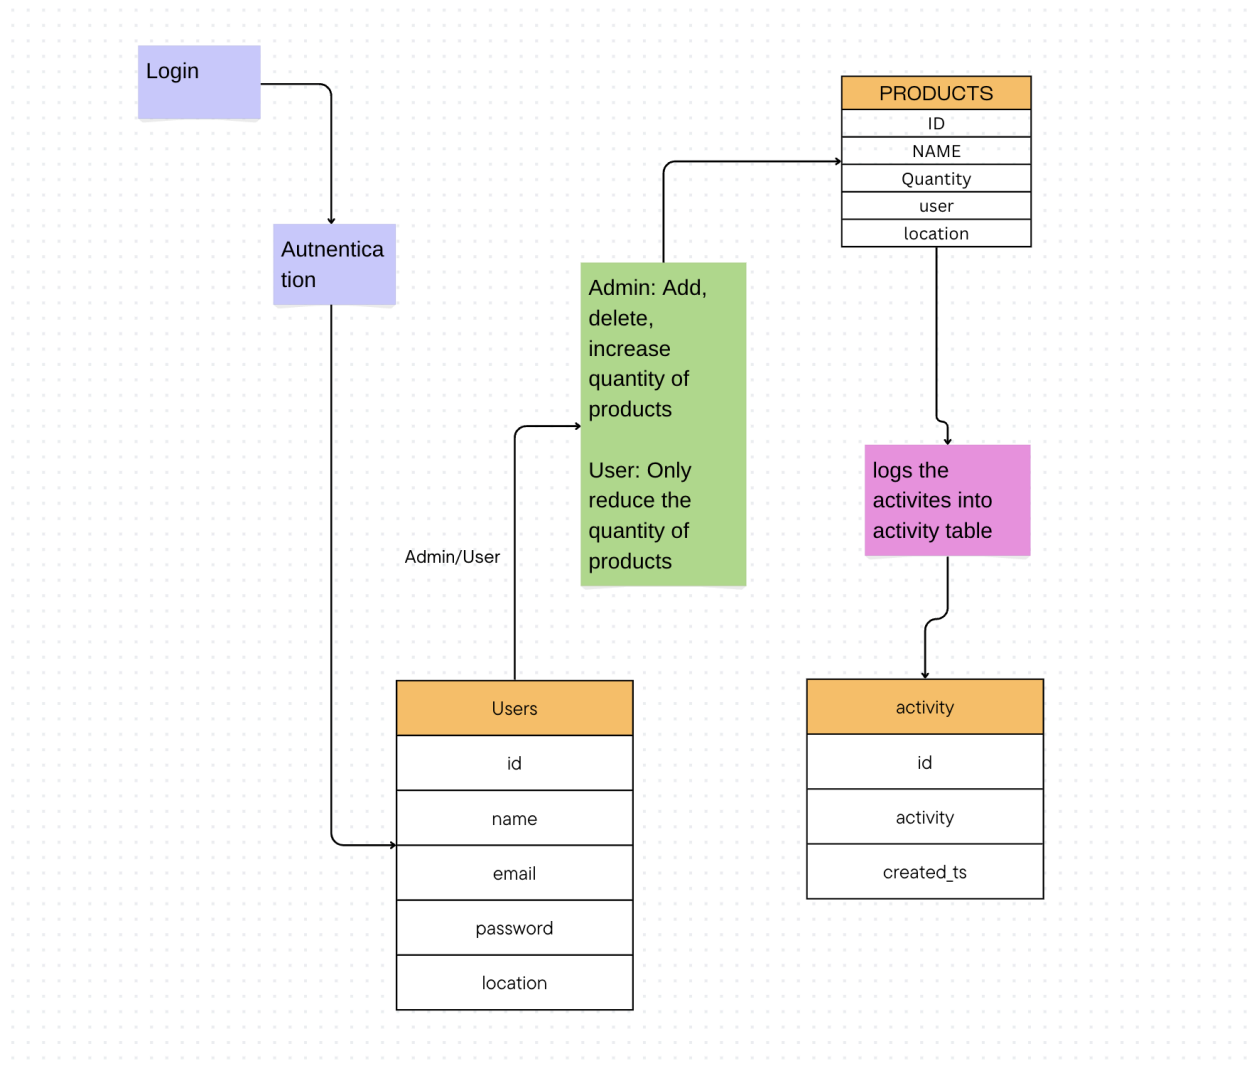 Login
Autnentica
tion
Admin/User
Users
id
name
email
password
location
Admin: Add,
delete,
increase
quantity of
products
User: Only
reduce the
quantity of
products
PRODUCTS
ID
NAME
Quantity
user
location
logs the
activites into
activity table
activity
id
activity
created_ts